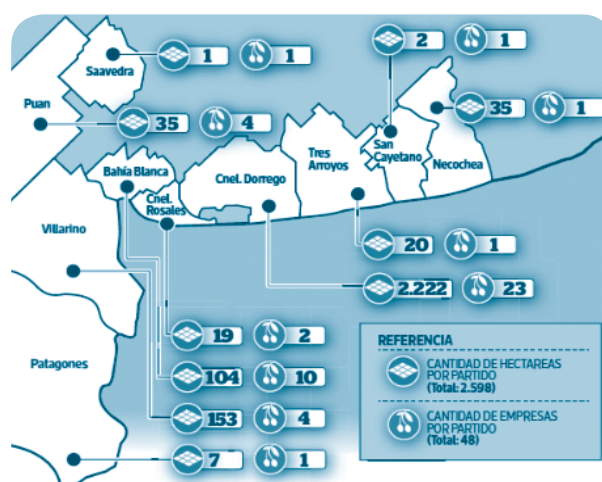 Saavedra
1 1
2 1
Puan
35 4
35 1
Tres
Arroyos
San
Cayetano
Necochea
Bahía Blanca
Cnel. Dorrego
Cnel.
Rosales
Villarino
20 1
2.222 23
Patagones
19 2
104 10
153 4
7 1
REFERENCIA
CANTIDAD DE HECTAREAS
POR PARTIDO
(Total: 2.598)
CANTIDAD DE EMPRESAS
POR PARTIDO
(Total: 48)